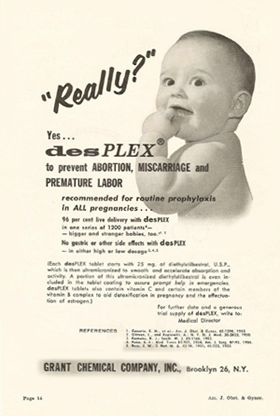 "Really?"
Yes...
desPLEX®
to prevent ABORTION, MISCARRIAGE and
PREMATURE LABOR
recommended for routine prophylaxis
in ALL pregnancies...
96 per cent live delivery with desPLEX
in one series of 1200 patients⁴—
— bigger and stronger babies, too.
No gastric or other side effects with desPLEX
— in either high or low dosage
(Each desPLEX tablet starts with 25 mg. of diethylstilbestrol, U.S.P.,
which is then ultramicronized to smooth and accelerate absorption and
activity. A portion of this ultramicronized diethylstilbestrol is even in-
cluded in the tablet coating to assure prompt help in emergencies.
desPLEX tablets also contain vitamin C and certain members of the
vitamin B complex to aid detoxification in pregnancy and the effectua-
tion of estrogen.)
For further data and a generous
trial supply of desPLEX, write to:
Medical Director
REFERENCES
GRANT CHEMICAL COMPANY, INC., Brooklyn 26, N.Y.
Page 14
Am. J. Obst. & Gynec.